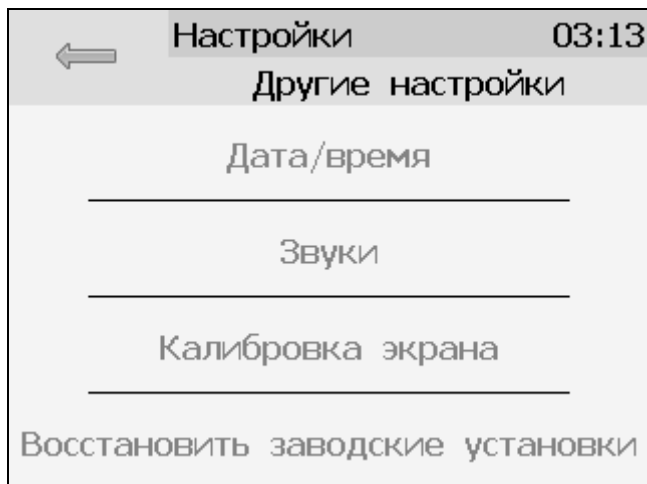 Настройки 03:13
Другие настройки
Дата/время
Звуки
Калибровка экрана
Восстановить заводские установки